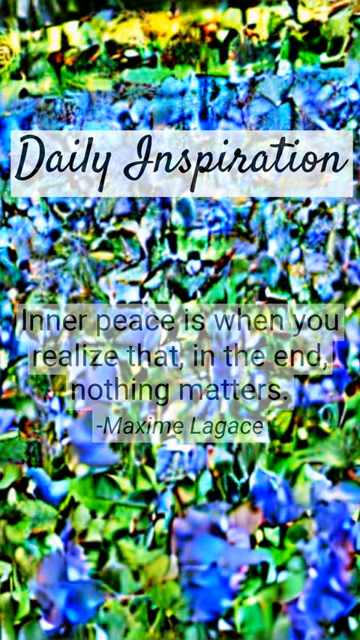 Daily Inspiration
Inner peace is when you
realize that, in the end,
nothing matters.
-Maxime Lagace